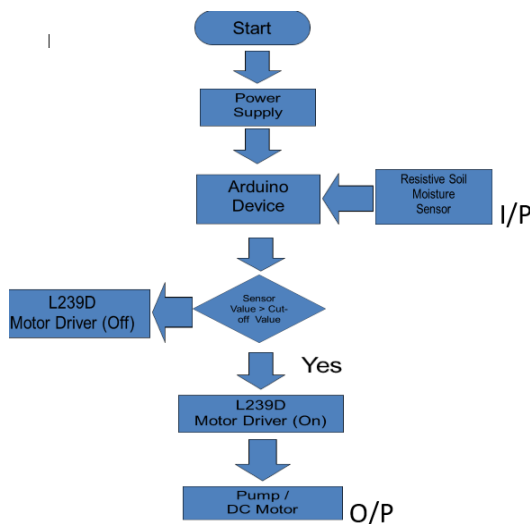 Start
Power
Supply
Arduino
Device
Resistive Soil
Moisture
Sensor
I/P
Sensor
Value > Cut-
off Value
L239D
Motor Driver (Off)
Yes
L239D
Motor Driver (On)
Pump /
DC Motor
O/P